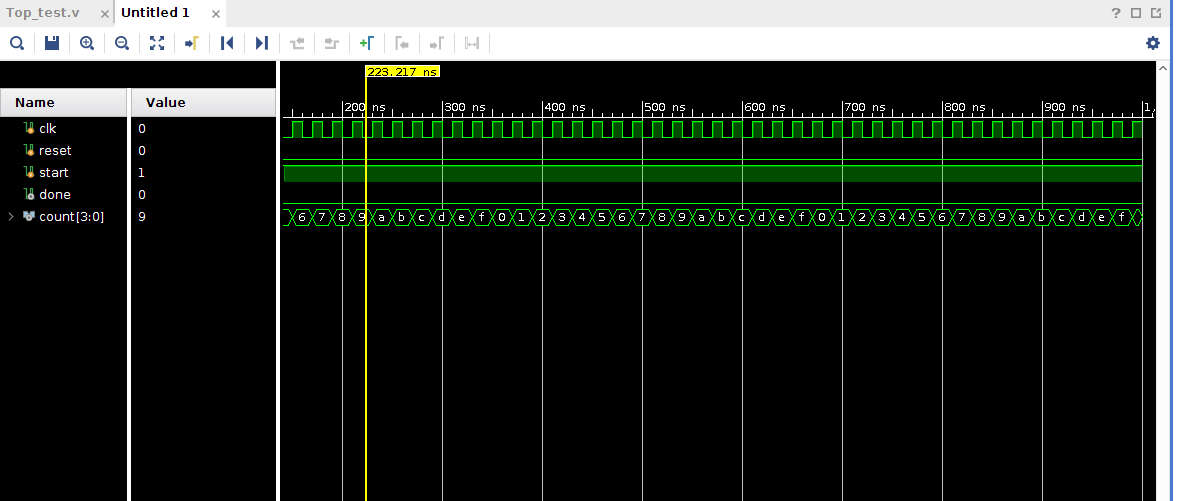 Top_test.v × Untitled 1 ×
?
223.217 ns
Name Value
200 ns 300 ns 400 ns 500 ns 600 ns 700 ns 800 ns 900 ns 1,
clk 0
reset 0
start 1
done 0
> count[3:0] 9 6 7 8 9 a b c d e f 0 1 2 3 4 5 6 7 8 9 a b c d e f 0 1 2 3 4 5 6 7 8 9 a b c d e f